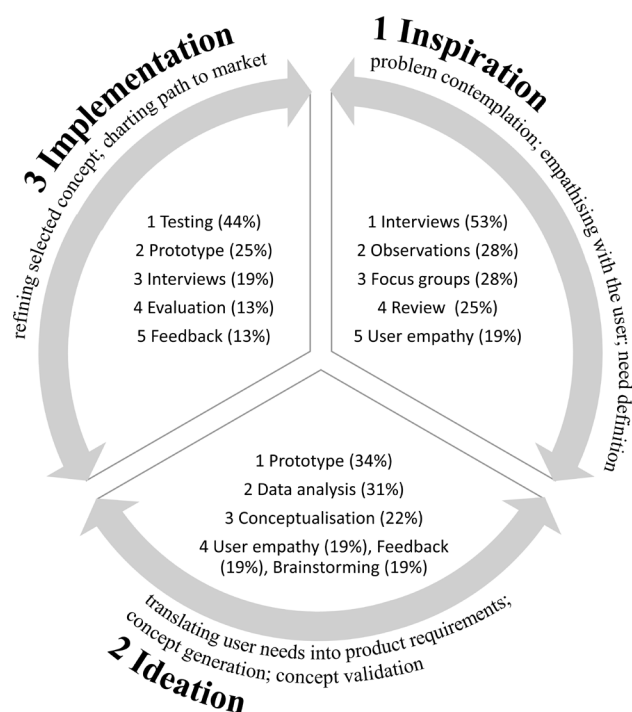 1 Inspiration
problem contemplation; empathising with the user; need definition
1 Interviews (53%)
2 Observations (28%)
3 Focus groups (28%)
4 Review (25%)
5 User empathy (19%)
2 Ideation
translating user needs into product requirements;
concept generation; concept validation
1 Prototype (34%)
2 Data analysis (31%)
3 Conceptualisation (22%)
4 User empathy (19%), Feedback
(19%), Brainstorming (19%)
3 Implementation
refining selected concept; charting path to market
1 Testing (44%)
2 Prototype (25%)
3 Interviews (19%)
4 Evaluation (13%)
5 Feedback (13%)